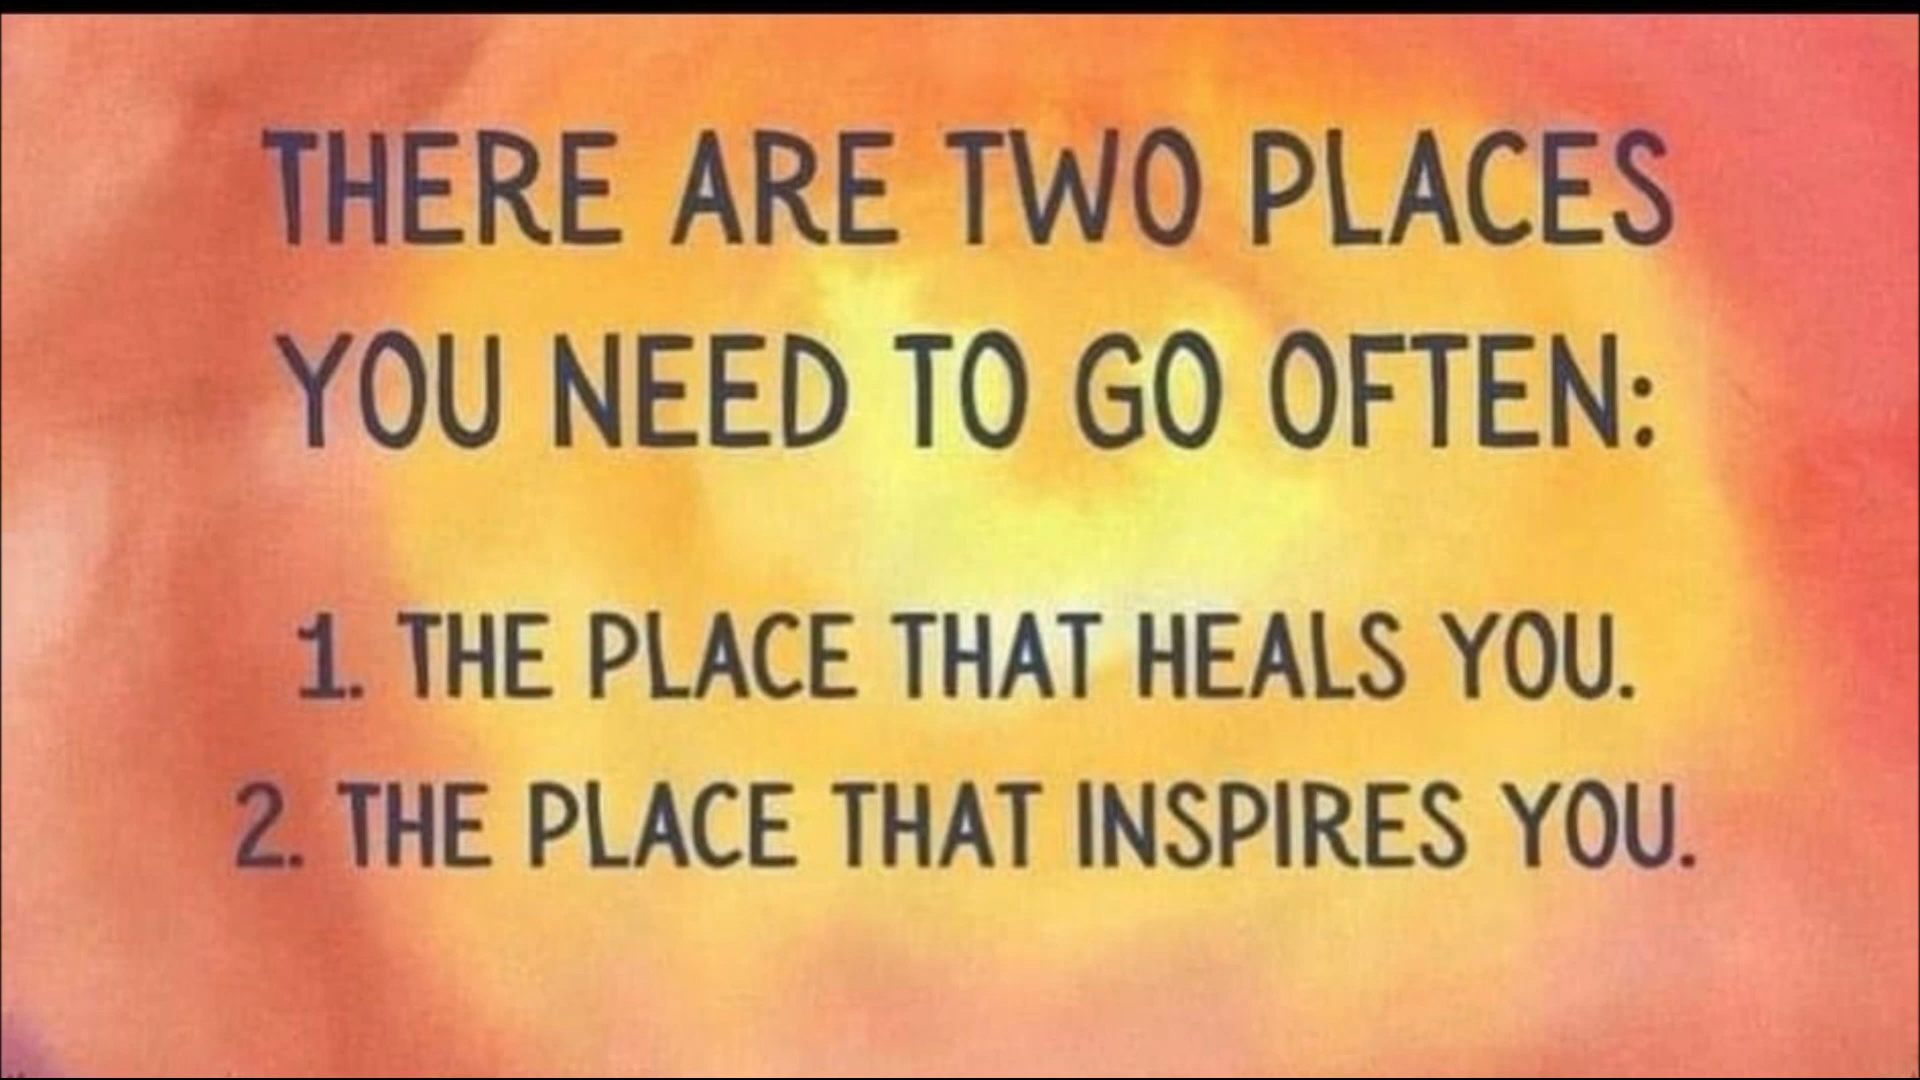 THERE ARE TWO PLACES
YOU NEED TO GO OFTEN:
1. THE PLACE THAT HEALS YOU.
2. THE PLACE THAT INSPIRES YOU.